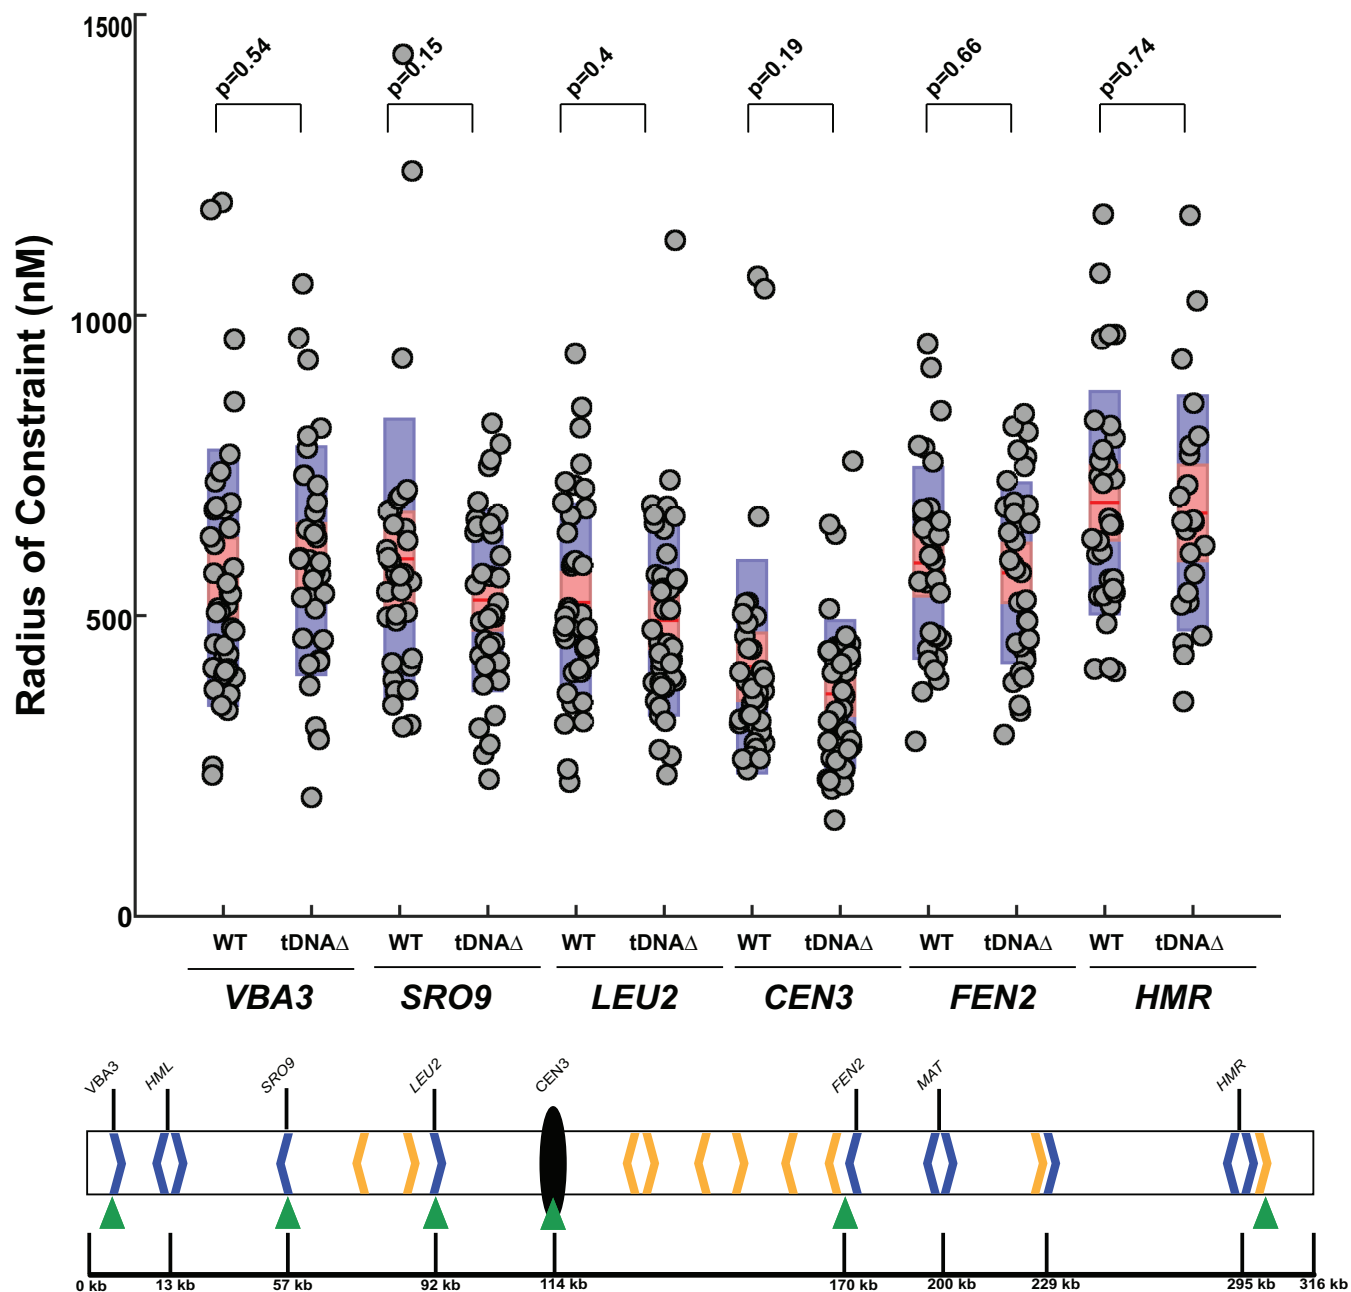 1500
p=0.54
p=0.15
p=0.4
p=0.19
p=0.66
p=0.74
Radius of Constraint (nM)
1000
500
0
WT tDNAΔ WT tDNAΔ WT tDNAΔ WT tDNAΔ WT tDNAΔ WT tDNAΔ
VBA3 SRO9 LEU2 CEN3 FEN2 HMR
VBA3 HML SRO9 LEU2 CEN3 FEN2 MAT HMR
0 kb 13 kb 57 kb 92 kb 114 kb 170 kb 200 kb 229 kb 295 kb 316 kb